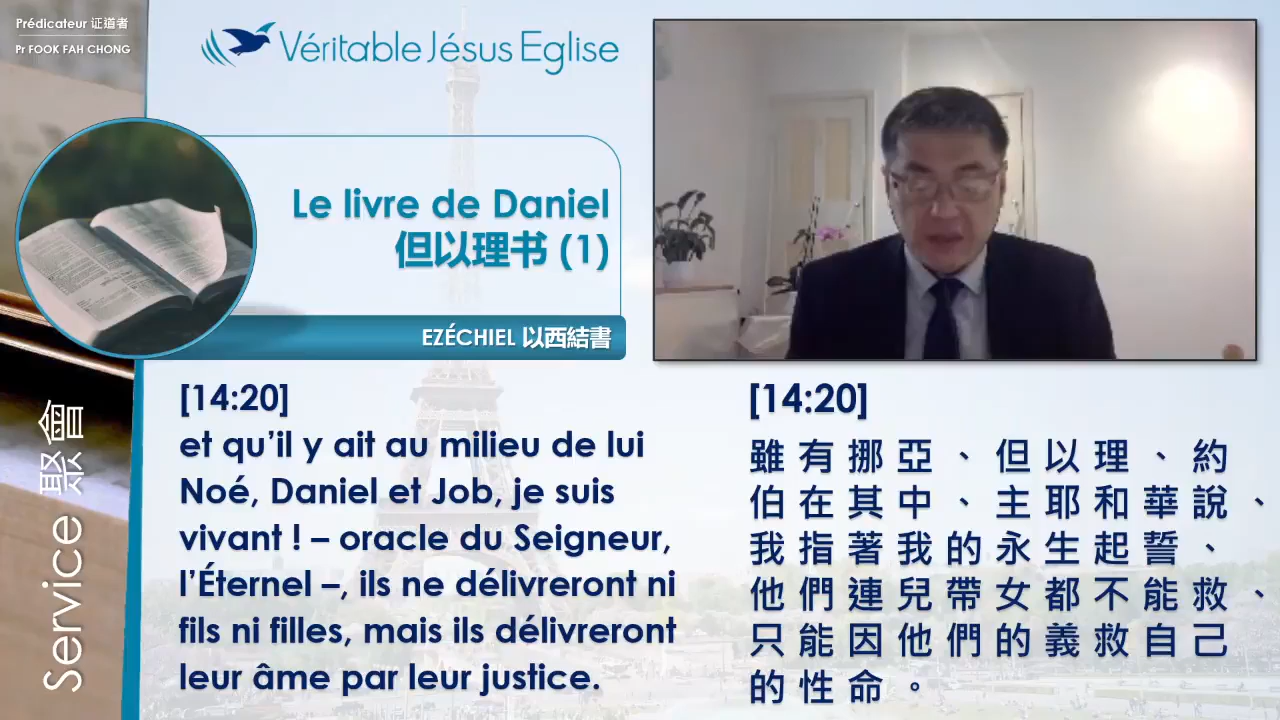 Prédicateur 证道者
Pr FOOK FAH CHONG
Véritable Jésus Eglise
Le livre de Daniel
但以理书 (1)
EZÉCHIEL 以西結書
Service 聚會
[14:20]
et qu’il y ait au milieu de lui
Noé, Daniel et Job, je suis
vivant ! – oracle du Seigneur,
l’Éternel –, ils ne délivreront ni
fils ni filles, mais ils délivreront
leur âme par leur justice.
[14:20]
雖有挪亞、但以理、約
伯在其中、主耶和華說、
我指著我的永生起誓、
他們連兒帶女都不能救、
只能因他們的義救自己
的性命。